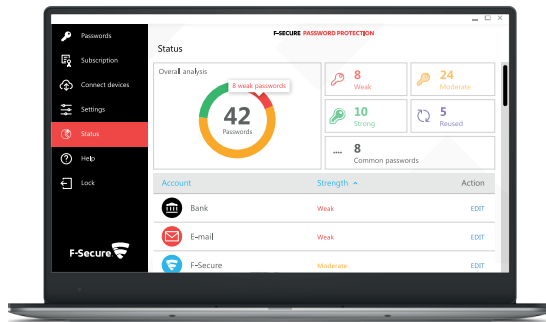 F-SECURE PASSWORD PROTECTION
Passwords
Subscription
Connect devices
Settings
Status
Help
Lock
F-Secure
Status
Overall analysis
8 weak passwords
42
Passwords
8
Weak
24
Moderate
10
Strong
5
Reused
8
Common passwords
Account Strength Action
Bank Weak EDIT
E-mail Weak EDIT
F-Secure Moderate EDIT